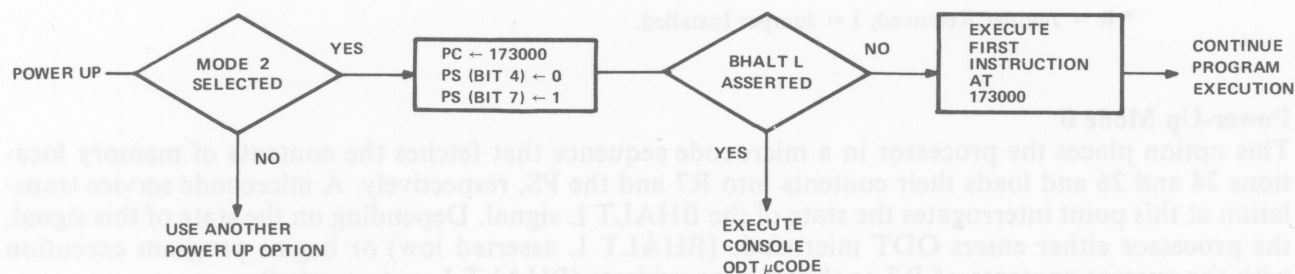 * R = Jumper Removed; I = Jumper Installed.
POWER UP
MODE 2
SELECTED
YES
NO
USE ANOTHER
POWER UP OPTION
PC ← 173000
PS (BIT 4) ← 0
PS (BIT 7) ← 1
BHALT L
ASSERTED
NO
YES
EXECUTE
CONSOLE
ODT μCODE
EXECUTE
FIRST
INSTRUCTION
AT
173000
CONTINUE
PROGRAM
EXECUTION
Power-Up Mode 0
This option places the processor in a microcode sequence that fetches the contents of memory loca-
tions 24 and 26 and loads their contents into R7 and the PS, respectively. A microcode service trans-
lation at this point interrogates the state of the BHALT L signal. Depending on the state of this signal,
the processor either enters ODT microcode (BHALT L asserted low) or begins program execution